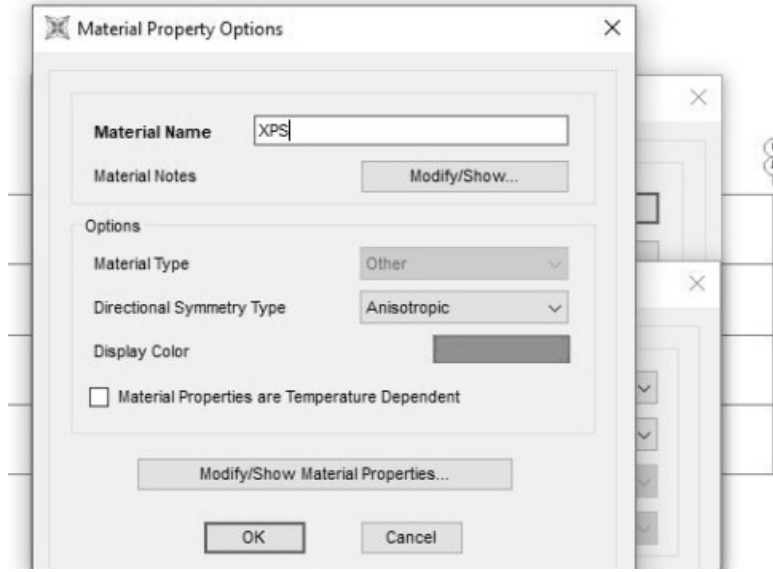 Material Property Options
Material Name XPS
Material Notes Modify/Show...
Options
Material Type Other
Directional Symmetry Type Anisotropic
Display Color
Material Properties are Temperature Dependent
Modify/Show Material Properties...
OK Cancel